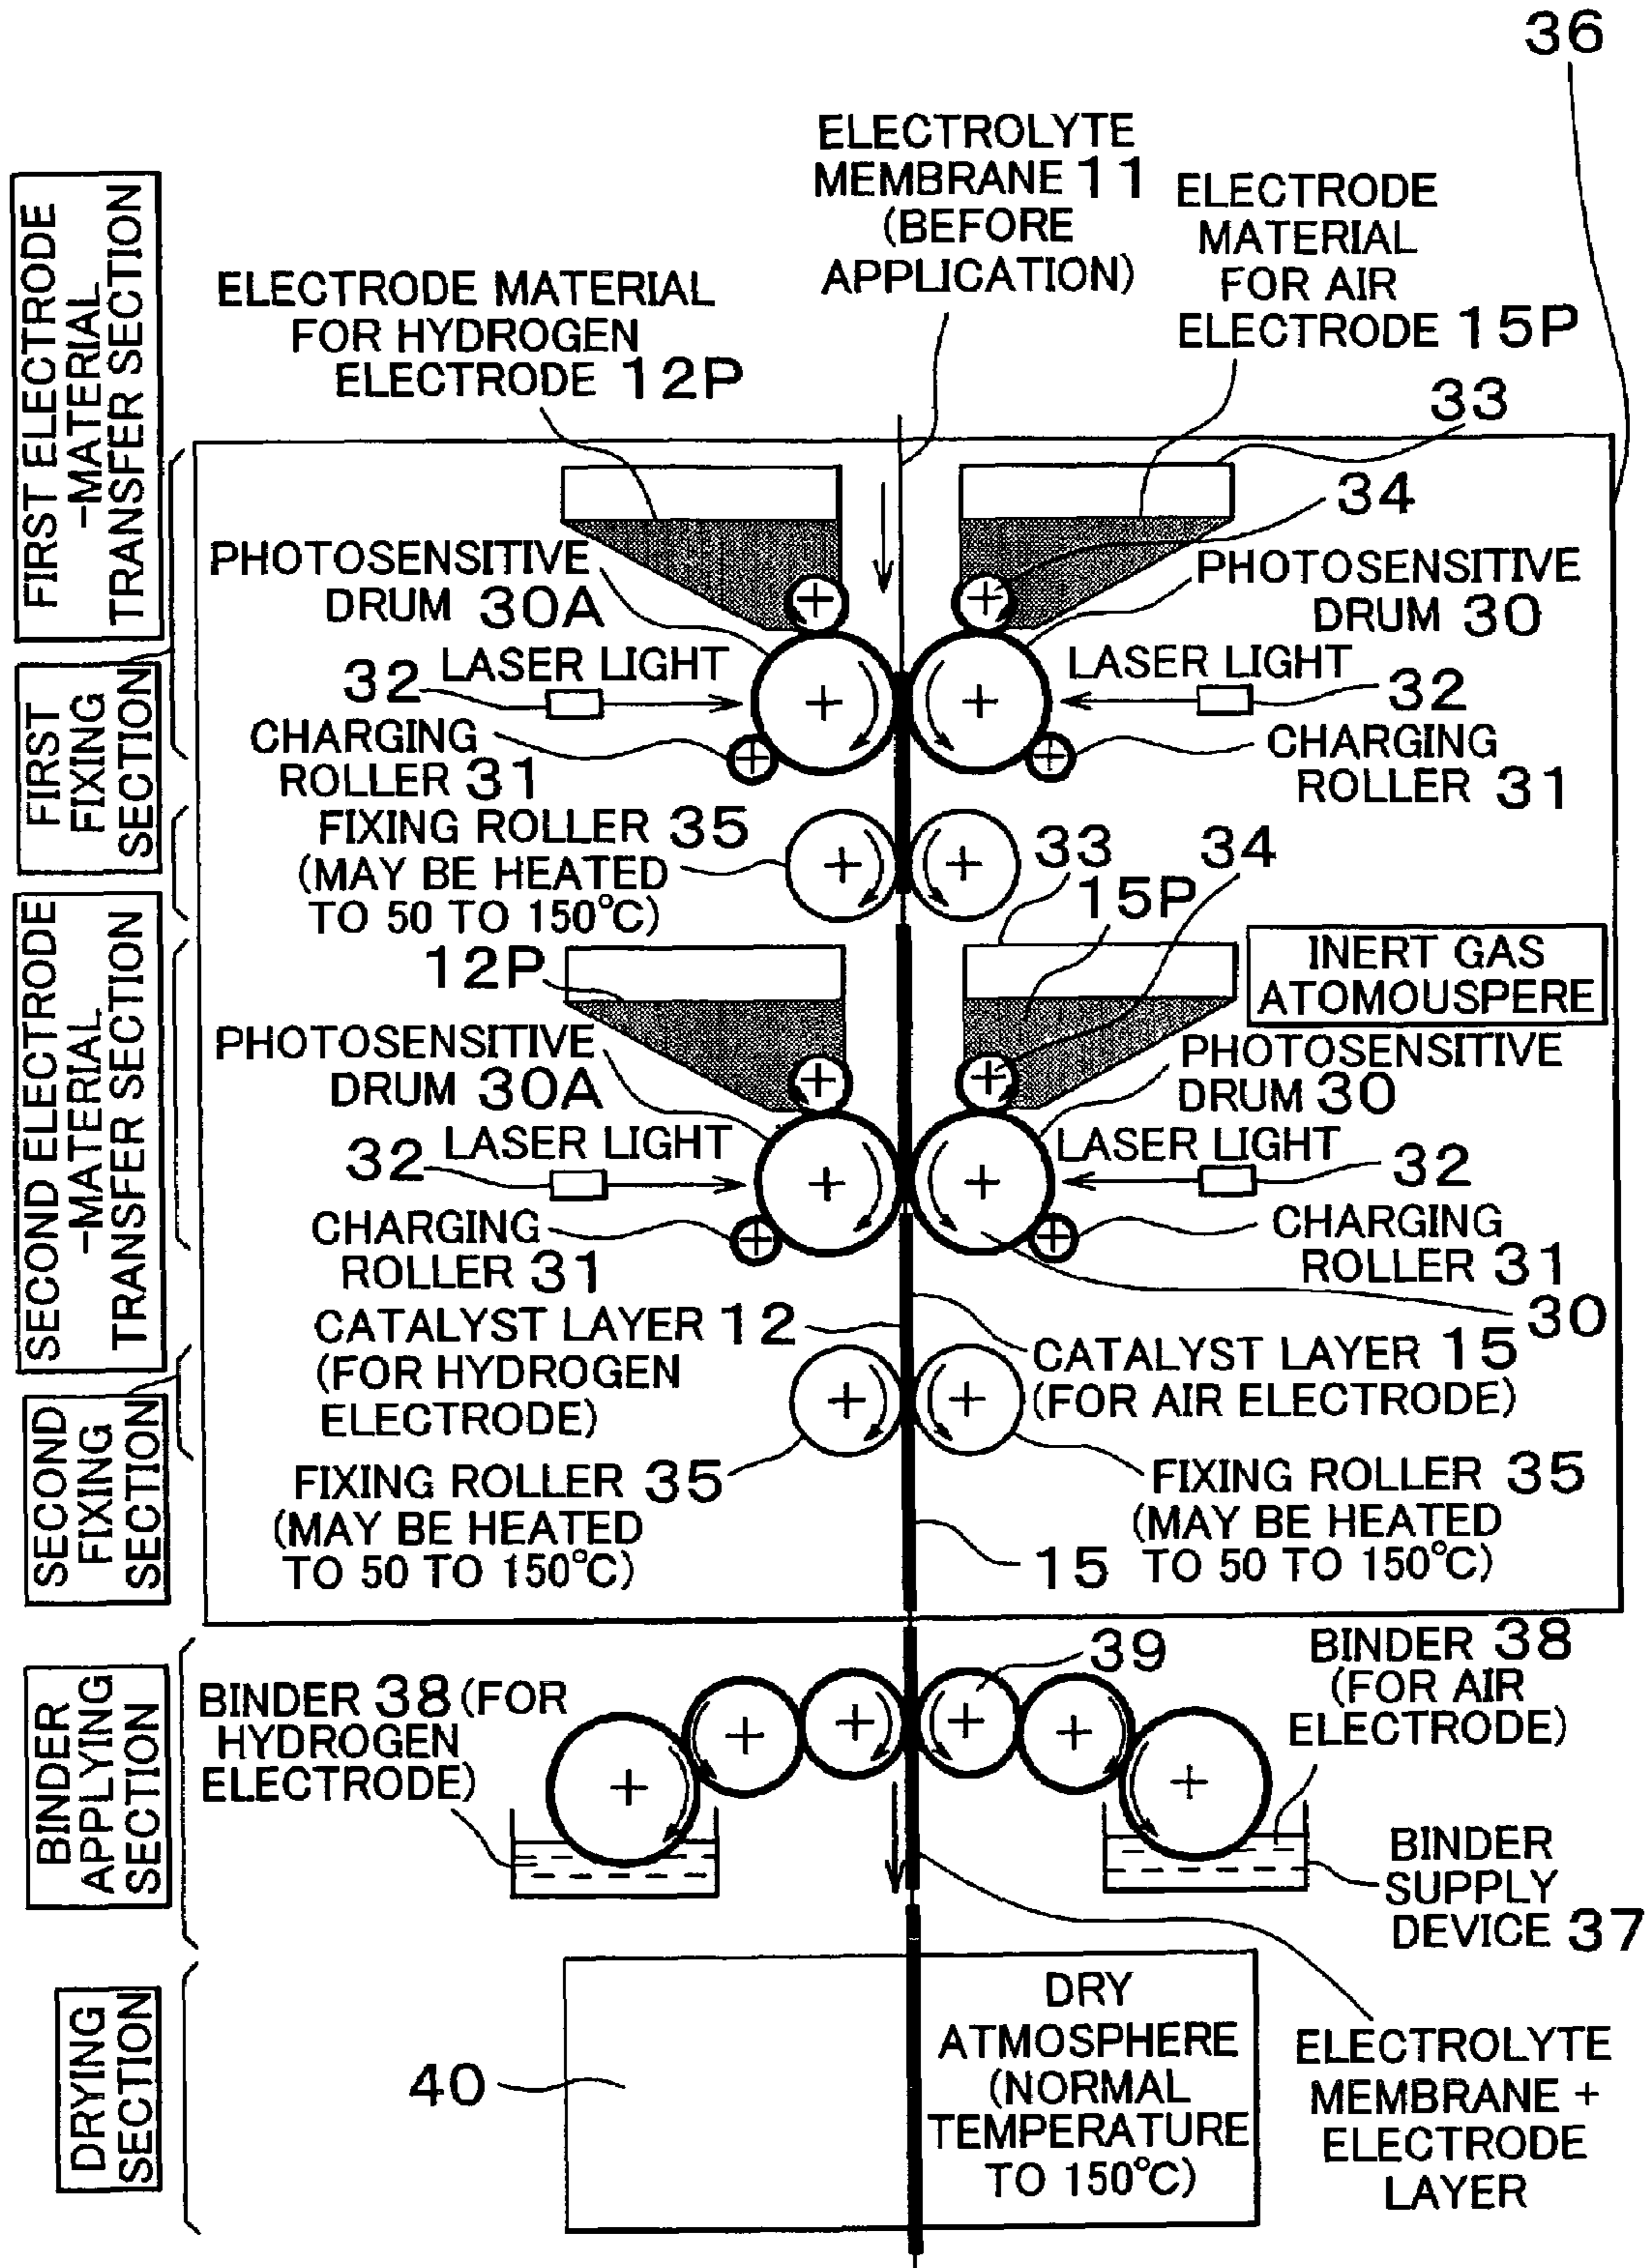 36
ELECTROLYTE
MEMBRANE 11
(BEFORE
APPLICATION)
ELECTRODE
MATERIAL
FOR AIR
ELECTRODE 15P
ELECTRODE MATERIAL
FOR HYDROGEN
ELECTRODE 12P
33
34
FIRST ELECTRODE
-MATERIAL
TRANSFER SECTION
PHOTOSENSITIVE
DRUM 30A
PHOTOSENSITIVE
DRUM 30
32
LASER LIGHT
LASER LIGHT
32
CHARGING
ROLLER 31
CHARGING
ROLLER 31
FIRST
FIXING
SECTION
FIXING ROLLER 35
(MAY BE HEATED
TO 50 TO 150°C)
33
34
15P
12P
INERT GAS
ATOMOUSPERE
SECOND ELECTRODE
-MATERIAL
TRANSFER SECTION
PHOTOSENSITIVE
DRUM 30A
PHOTOSENSITIVE
DRUM 30
32
LASER LIGHT
LASER LIGHT
32
CHARGING
ROLLER 31
CHARGING
ROLLER 31
30
CATALYST LAYER 12
(FOR HYDROGEN
ELECTRODE)
CATALYST LAYER 15
(FOR AIR ELECTRODE)
SECOND
FIXING
SECTION
FIXING ROLLER 35
(MAY BE HEATED
TO 50 TO 150°C)
FIXING ROLLER 35
(MAY BE HEATED
TO 50 TO 150°C)
15
BINDER
APPLYING
SECTION
BINDER 38 (FOR
HYDROGEN
ELECTRODE)
39
BINDER 38
(FOR AIR
ELECTRODE)
BINDER
SUPPLY
DEVICE 37
DRYING
SECTION
40
DRY
ATMOSPHERE
(NORMAL
TEMPERATURE
TO 150°C)
ELECTROLYTE
MEMBRANE +
ELECTRODE
LAYER